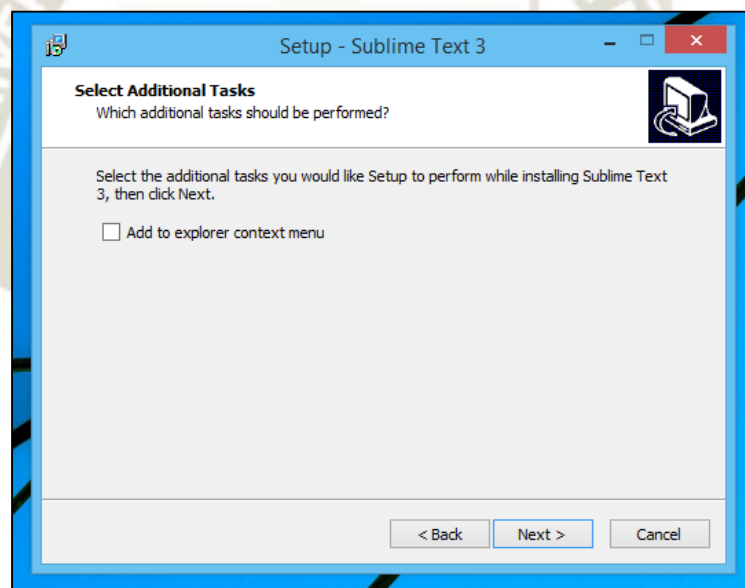 Setup - Sublime Text 3
Select Additional Tasks
Which additional tasks should be performed?
Select the additional tasks you would like Setup to perform while installing Sublime Text
3, then click Next.
Add to explorer context menu
< Back Next > Cancel